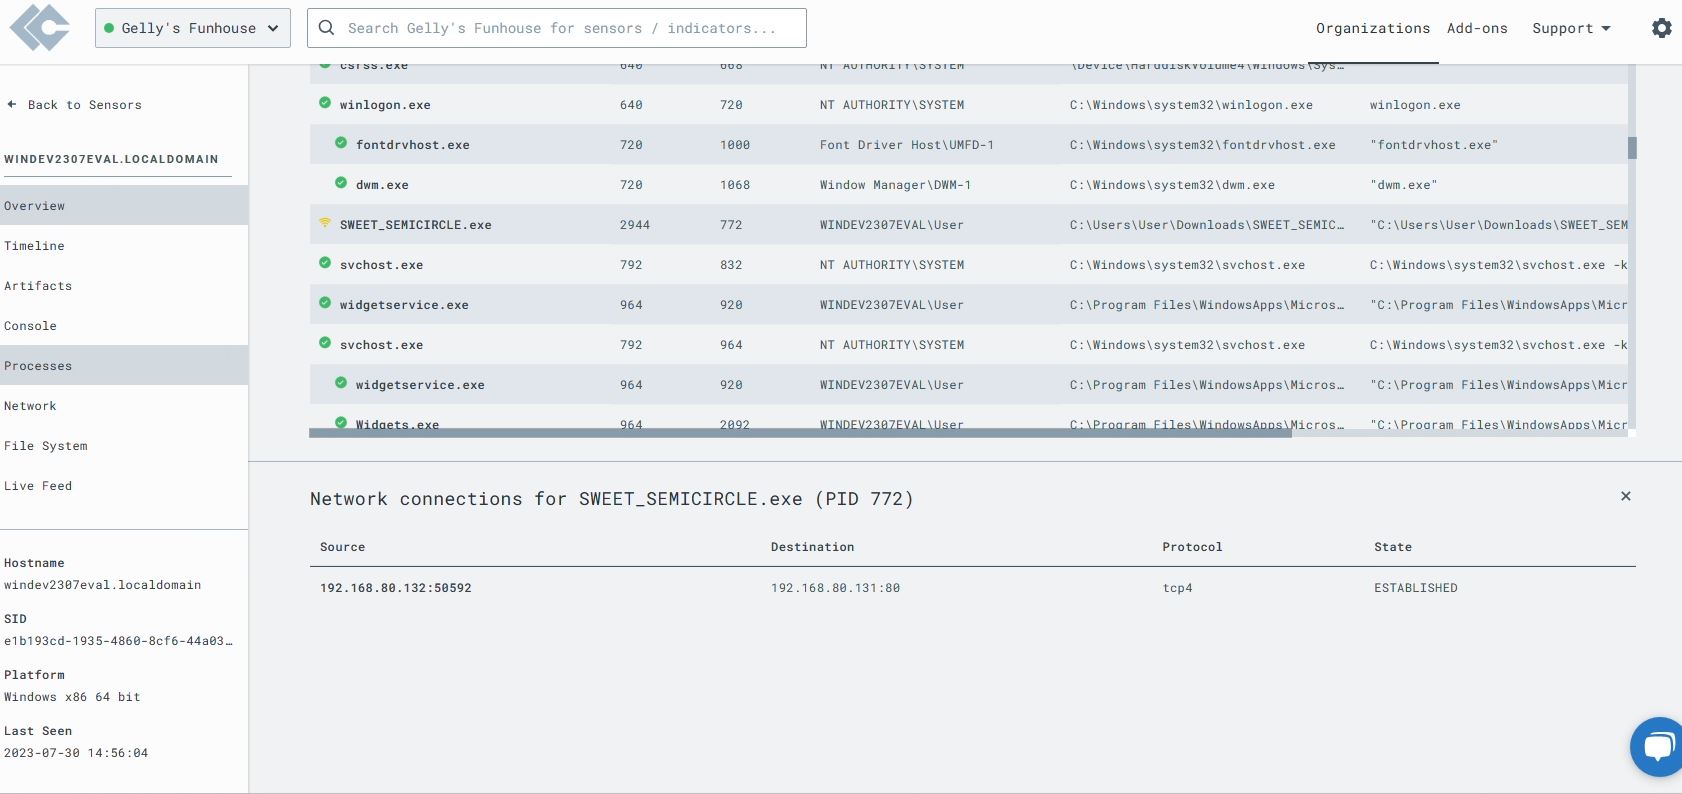 Gelly's Funhouse
Search Gelly's Funhouse for sensors / indicators...
Organizations Add-ons Support
Back to Sensors
WINDEV2307EVAL.LOCALDOMAIN
Overview
Timeline
Artifacts
Console
Processes
Network
File System
Live Feed
Hostname
windev2307eval.localdomain
SID
e1b193cd-1935-4860-8cf6-44a03…
Platform
Windows x86 64 bit
Last Seen
2023-07-30 14:56:04
csrss.exe 640 668 NT AUTHORITY\SYSTEM \Device\HarddiskVolume4\Windows\Sys…
winlogon.exe 640 720 NT AUTHORITY\SYSTEM C:\Windows\system32\winlogon.exe winlogon.exe
fontdrvhost.exe 720 1000 Font Driver Host\UMFD-1 C:\Windows\system32\fontdrvhost.exe "fontdrvhost.exe"
dwm.exe 720 1068 Window Manager\DWM-1 C:\Windows\system32\dwm.exe "dwm.exe"
SWEET_SEMICIRCLE.exe 2944 772 WINDEV2307EVAL\User C:\Users\User\Downloads\SWEET_SEMIC… "C:\Users\User\Downloads\SWEET_SEM
svchost.exe 792 832 NT AUTHORITY\SYSTEM C:\Windows\system32\svchost.exe C:\Windows\system32\svchost.exe -k
widgetservice.exe 964 920 WINDEV2307EVAL\User C:\Program Files\WindowsApps\Micros… "C:\Program Files\WindowsApps\Micr
svchost.exe 792 964 NT AUTHORITY\SYSTEM C:\Windows\system32\svchost.exe C:\Windows\system32\svchost.exe -k
widgetservice.exe 964 920 WINDEV2307EVAL\User C:\Program Files\WindowsApps\Micros… "C:\Program Files\WindowsApps\Micr
Widgets.exe 964 2092 WINDEV2307EVAL\User C:\Program Files\WindowsApps\Micros… "C:\Program Files\WindowsApps\Micr
Network connections for SWEET_SEMICIRCLE.exe (PID 772)
Source Destination Protocol State
192.168.80.132:50592 192.168.80.131:80 tcp4 ESTABLISHED